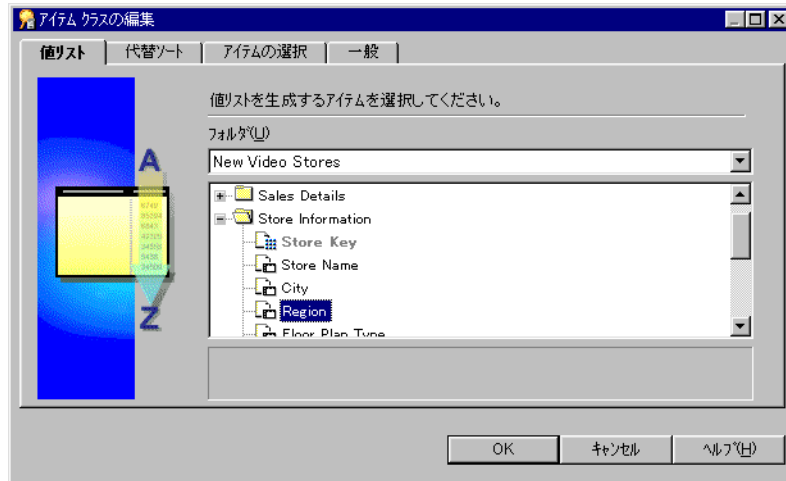 アイテム クラスの編集
値リスト 代替ソート アイテムの選択 一般
値リストを生成するアイテムを選択してください。
フォルダ(U)
New Video Stores
Sales Details
Store Information
Store Key
Store Name
City
Region
Floor Plan Type
A
Z
OK キャンセル ヘルプ(H)